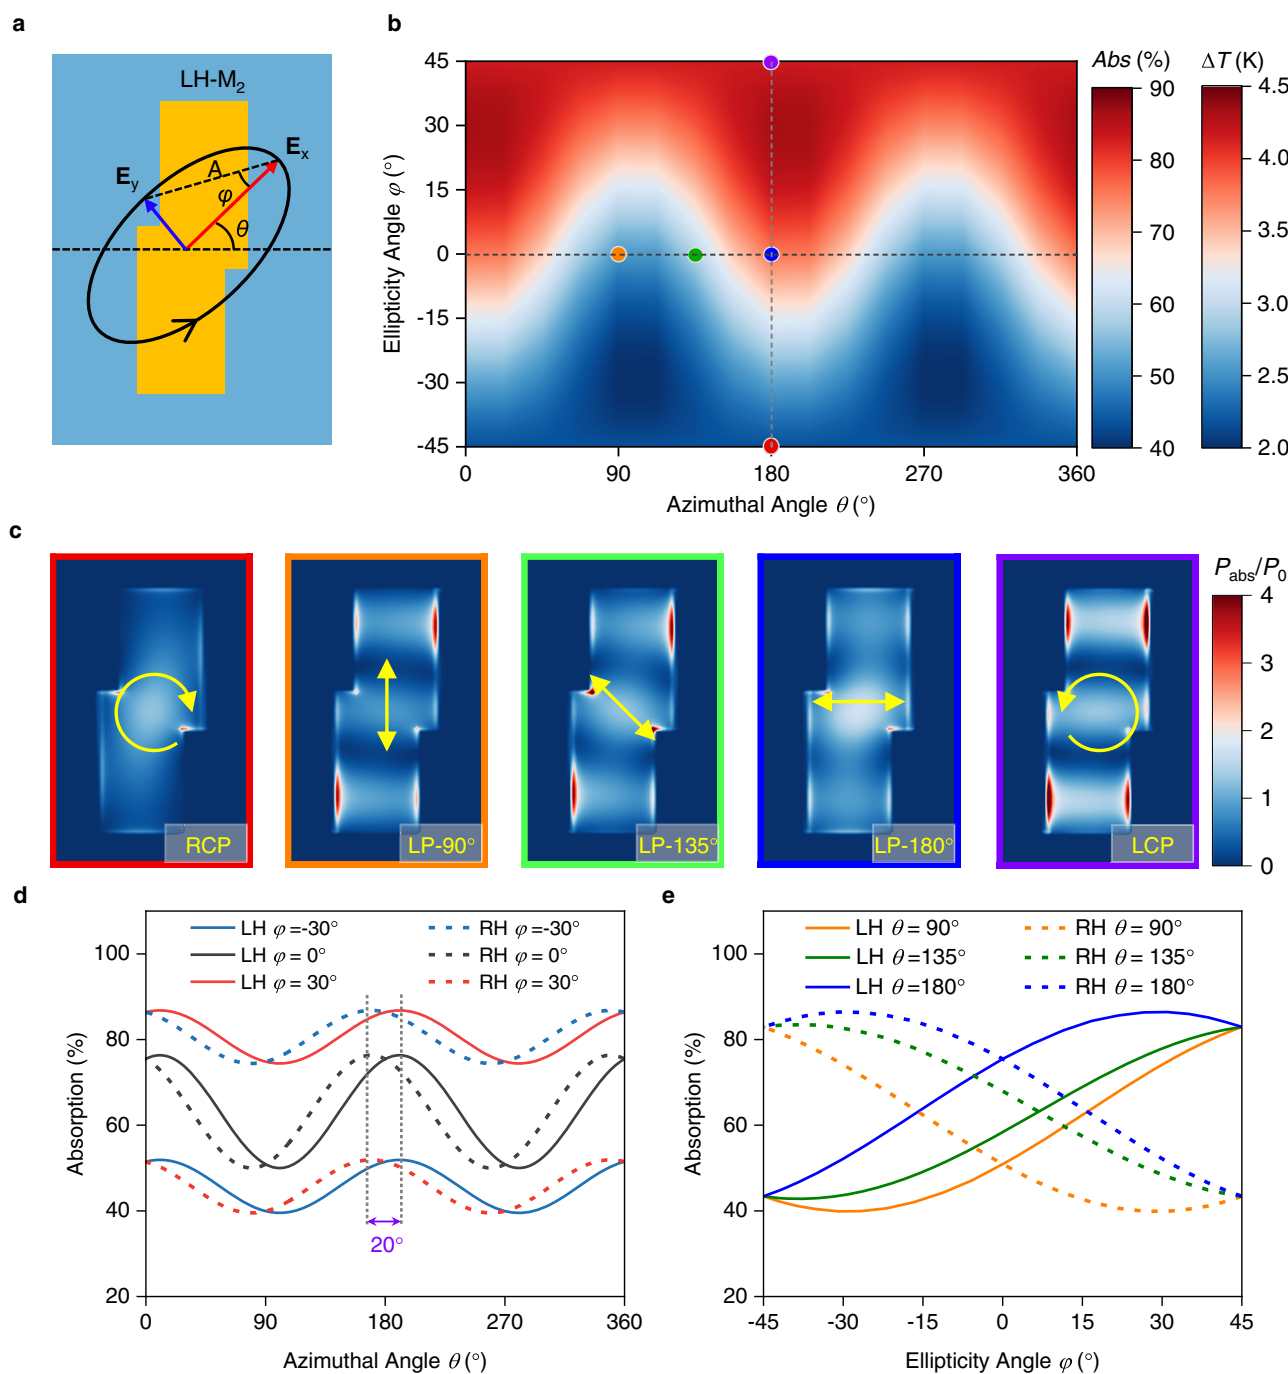 a
LH-M2
Ex
Ey
A
φ
θ
b
Abs (%)
ΔT (K)
45
30
15
0
-15
-30
-45
Ellipticity Angle φ (°)
0 90 180 270 360
Azimuthal Angle θ (°)
90
80
70
60
50
40
4.5
4.0
3.5
3.0
2.5
2.0
c
RCP
LP-90°
LP-135°
LP-180°
LCP
Pabs/P0
4
3
2
1
0
d
LH φ =-30° RH φ =-30°
LH φ = 0° RH φ = 0°
LH φ = 30° RH φ = 30°
100
80
60
40
20
Absorption (%)
20°
0 90 180 270 360
Azimuthal Angle θ (°)
e
LH θ = 90° RH θ = 90°
LH θ =135° RH θ = 135°
LH θ =180° RH θ = 180°
100
80
60
40
20
Absorption (%)
-45 -30 -15 0 15 30 45
Ellipticity Angle φ (°)